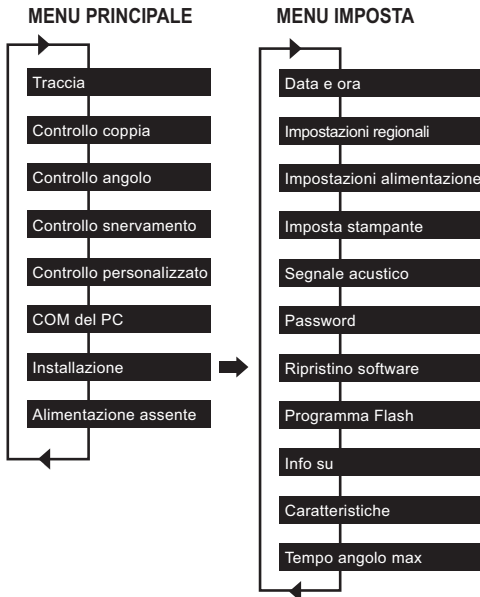 MENU PRINCIPALE
Traccia
Controllo coppia
Controllo angolo
Controllo snervamento
Controllo personalizzato
COM del PC
Installazione
Alimentazione assente
MENU IMPOSTA
Data e ora
Impostazioni regionali
Impostazioni alimentazione
Imposta stampante
Segnale acustico
Password
Ripristino software
Programma Flash
Info su
Caratteristiche
Tempo angolo max